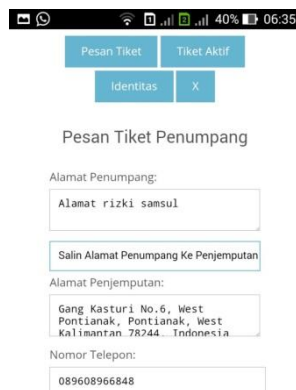 40% 06:35
Pesan Tiket Tiket Aktif
Identitas X
Pesan Tiket Penumpang
Alamat Penumpang:
Alamat rizki samsul
Salin Alamat Penumpang Ke Penjemputan
Alamat Penjemputan:
Gang Kasturi No.6, West
Pontianak, Pontianak, West
Kalimantan 78244, Indonesia
Nomor Telepon:
089608966848